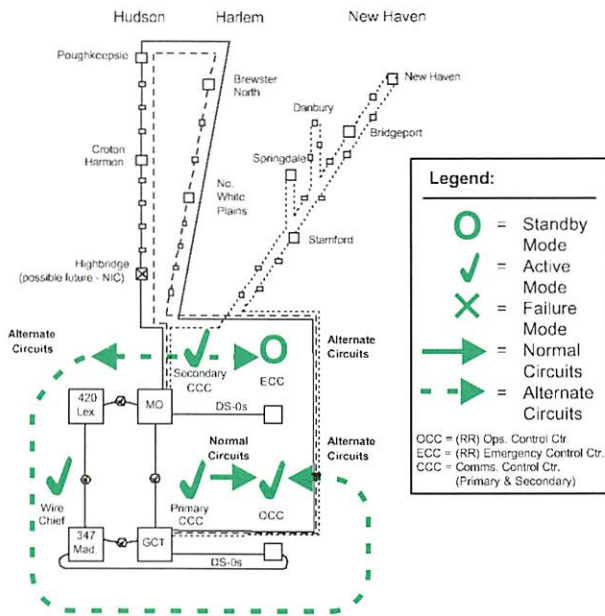 Hudson
Harlem
New Haven
Poughkeepsie
Brewster
North
New Haven
Danbury
Bridgeport
Springdale
Croton
Harmon
No.
White
Plains
Stamford
Highbridge
(possible future - NIC)
Alternate
Circuits
Secondary
CCC
ECC
Alternate
Circuits
420
Lex
MO
DS-0s
Normal
Circuits
Alternate
Circuits
Wire
Chief
Primary
CCC
OCC
347
Mad.
GCT
DS-0s
Legend:
O = Standby
Mode
= Active
Mode
= Failure
Mode
= Normal
Circuits
= Alternate
Circuits
OCC = (RR) Ops. Control Ctr.
ECC = (RR) Emergency Control Ctr.
CCC = Comms. Control Ctr.
(Primary & Secondary)